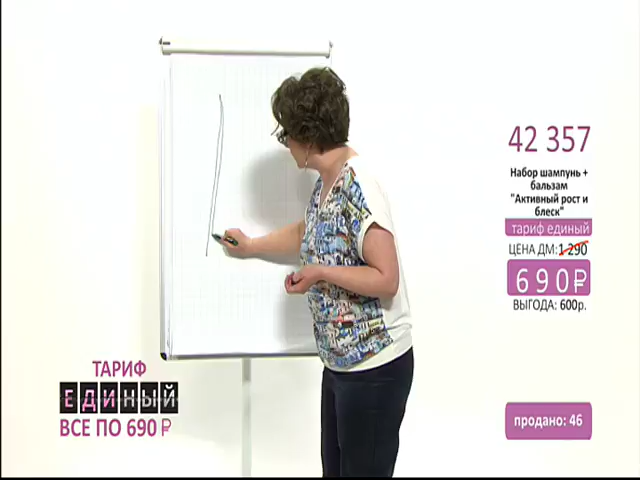 42 357
Набор шампунь +
бальзам
"Активный рост и
блеск"
тариф единый
ЦЕНА ДМ: 1 290
690₽
ВЫГОДА: 600р.
ТАРИФ
ЕДИНЫЙ
ВСЕ ПО 690 ₽
продано: 46